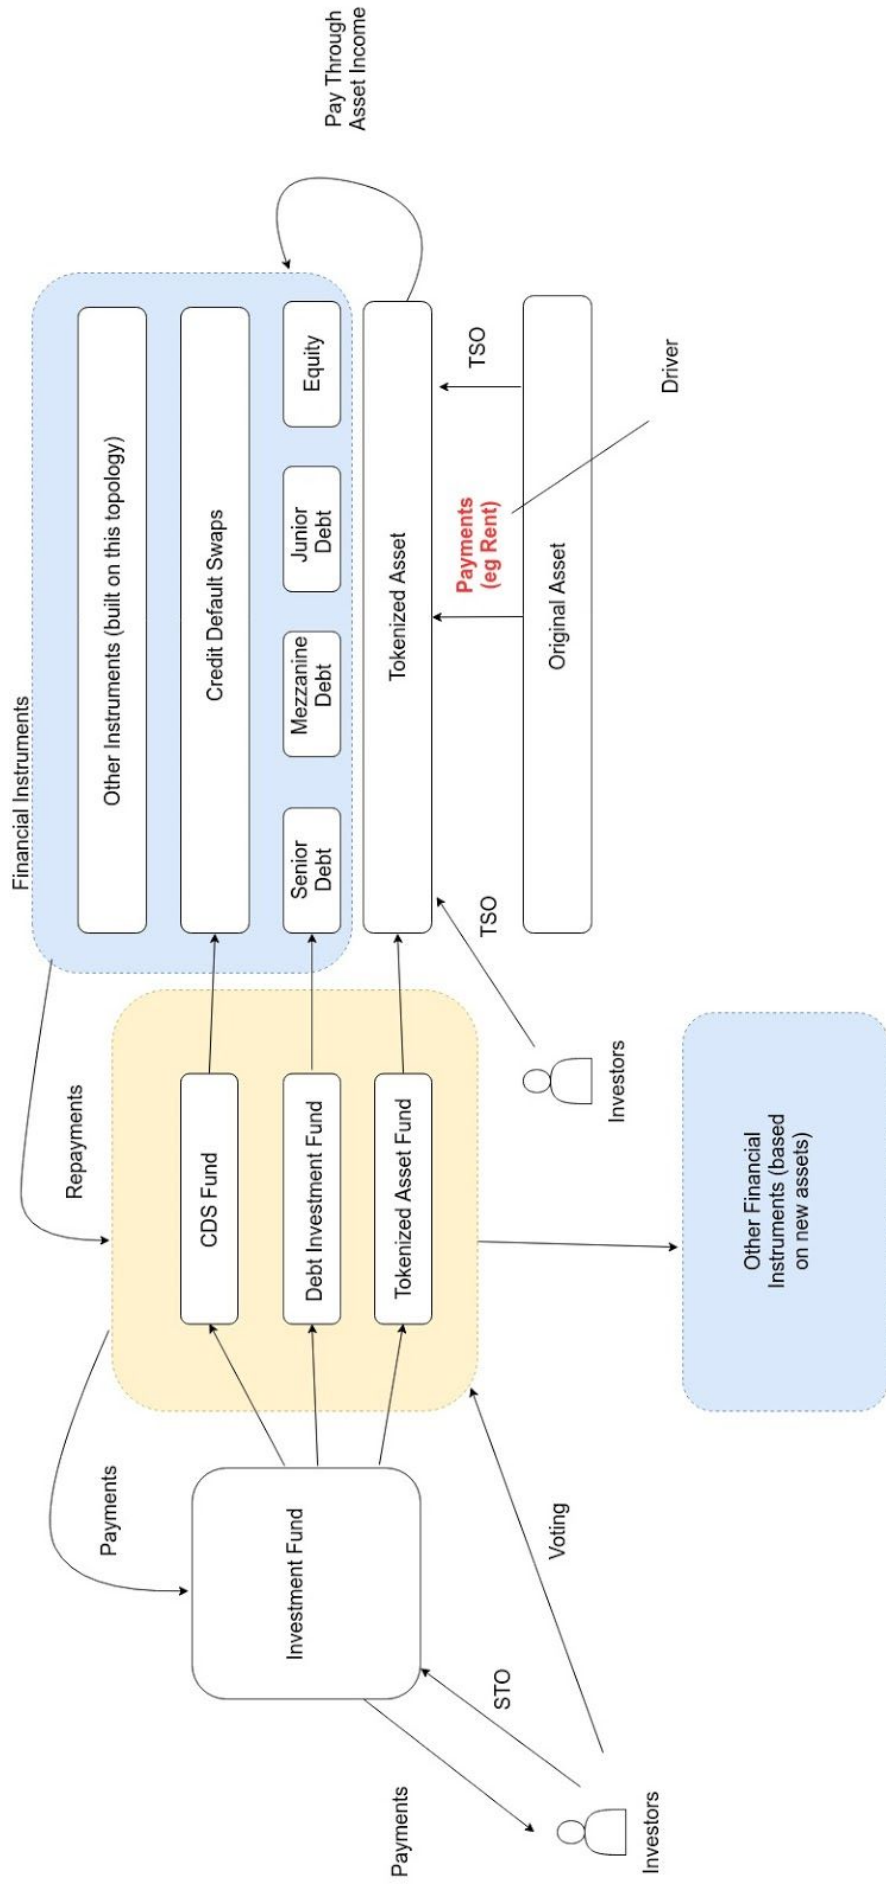 Financial Instruments
Other Instruments (built on this topology)
Credit Default Swaps
Senior
Debt
Mezzanine
Debt
Junior
Debt
Equity
Pay Through
Asset Income
Tokenized Asset
TSO
Payments
(eg Rent)
TSO
Original Asset
Driver
Repayments
CDS Fund
Debt Investment Fund
Tokenized Asset Fund
Investors
Payments
Investment Fund
Payments
STO
Voting
Investors
Other Financial
Instruments (based
on new assets)